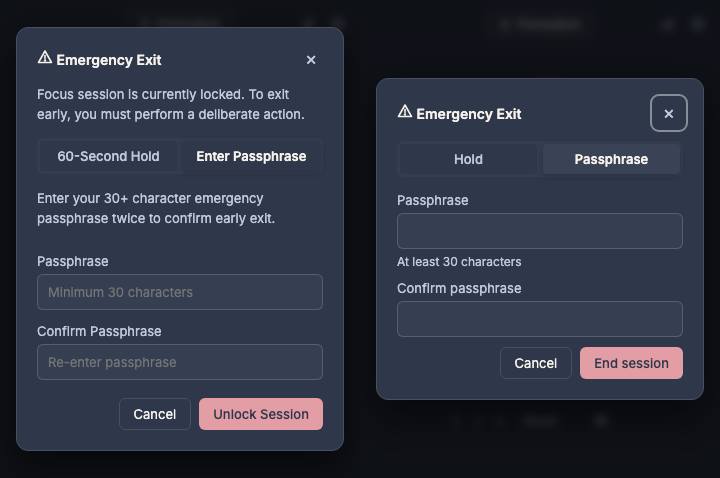 Emergency Exit
Focus session is currently locked. To exit
early, you must perform a deliberate action.
60-Second Hold
Enter Passphrase
Enter your 30+ character emergency
passphrase twice to confirm early exit.
Passphrase
Minimum 30 characters
Confirm Passphrase
Re-enter passphrase
Cancel
Unlock Session
Emergency Exit
Hold
Passphrase
Passphrase
At least 30 characters
Confirm passphrase
Cancel
End session